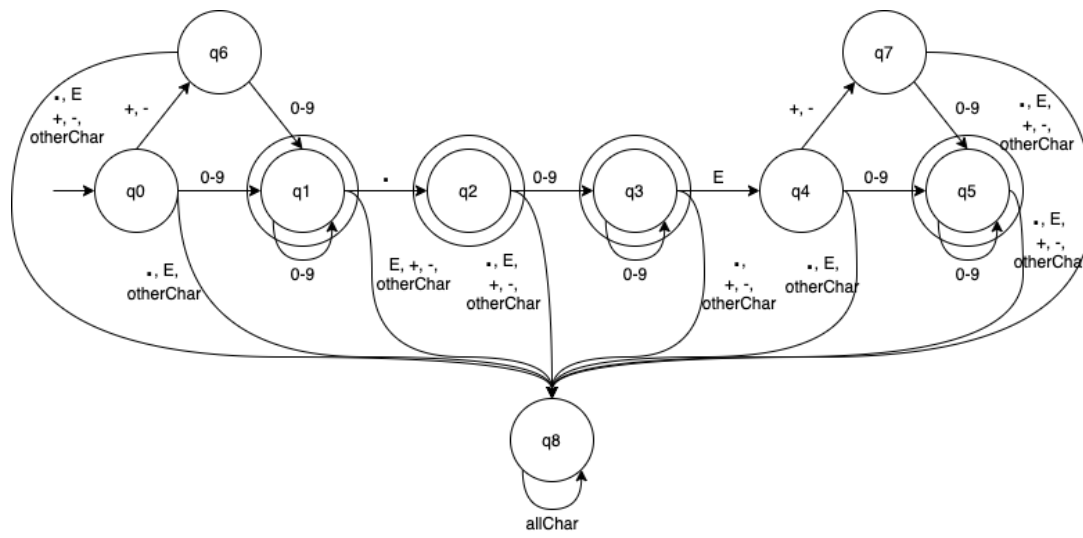 q6
q7
., E
+, -,
otherChar
+, -
0-9
+, -
0-9
., E,
+, -,
otherChar
q0
0-9
q1
.
q2
0-9
q3
E
q4
0-9
q5
0-9
0-9
0-9
., E,
otherChar
E, +, -,
otherChar
., E,
+, -,
otherChar
.,
+, -,
otherChar
., E,
otherChar
., E,
+, -,
otherChar
q8
allChar